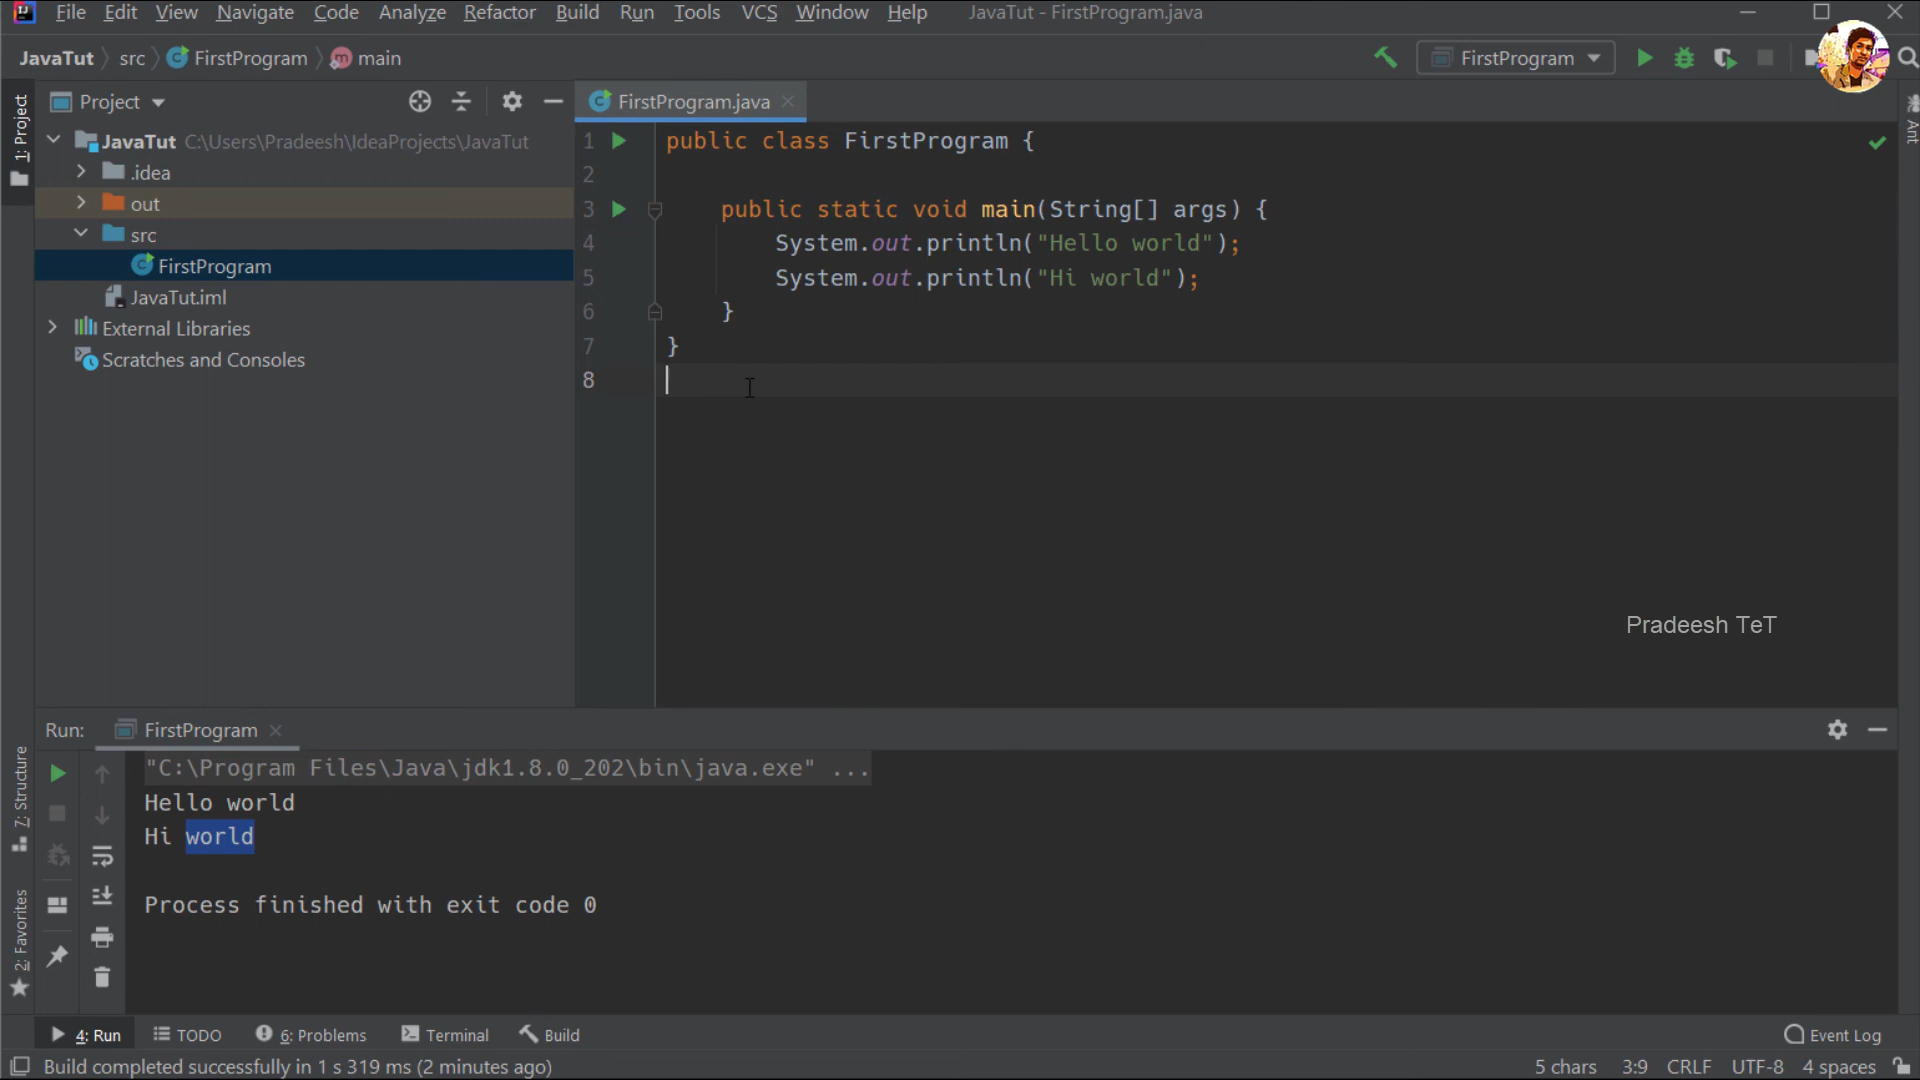 File Edit View Navigate Code Analyze Refactor Build Run Tools VCS Window Help JavaTut - FirstProgram.java
JavaTut src FirstProgram main FirstProgram
1: Project
Project
FirstProgram.java
Ant
JavaTut C:\Users\Pradeesh\IdeaProjects\JavaTut
.idea
out
src
FirstProgram
JavaTut.iml
External Libraries
Scratches and Consoles
1 public class FirstProgram {
2
3 public static void main(String[] args) {
4 System.out.println("Hello world");
5 System.out.println("Hi world");
6 }
7 }
8
Pradeesh TeT
Run: FirstProgram
7: Structure
2: Favorites
"C:\Program Files\Java\jdk1.8.0_202\bin\java.exe" ...
Hello world
Hi world
Process finished with exit code 0
4: Run TODO 6: Problems Terminal Build Event Log
Build completed successfully in 1 s 319 ms (2 minutes ago) 5 chars 3:9 CRLF UTF-8 4 spaces